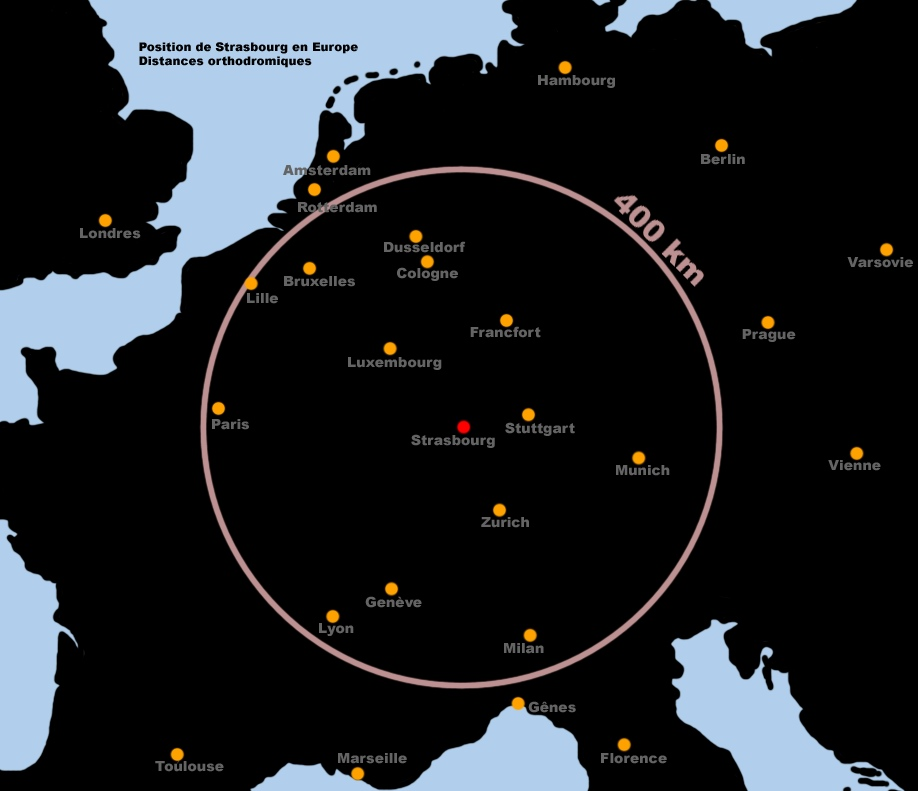 Position de Strasbourg en Europe
Distances orthodromiques
Hambourg
Berlin
Amsterdam
Rotterdam
400 km
Londres
Dusseldorf
Varsovie
Cologne
Bruxelles
Lille
Francfort
Prague
Luxembourg
Paris
Stuttgart
Strasbourg
Vienne
Munich
Zurich
Genève
Lyon
Milan
Gênes
Marseille
Florence
Toulouse